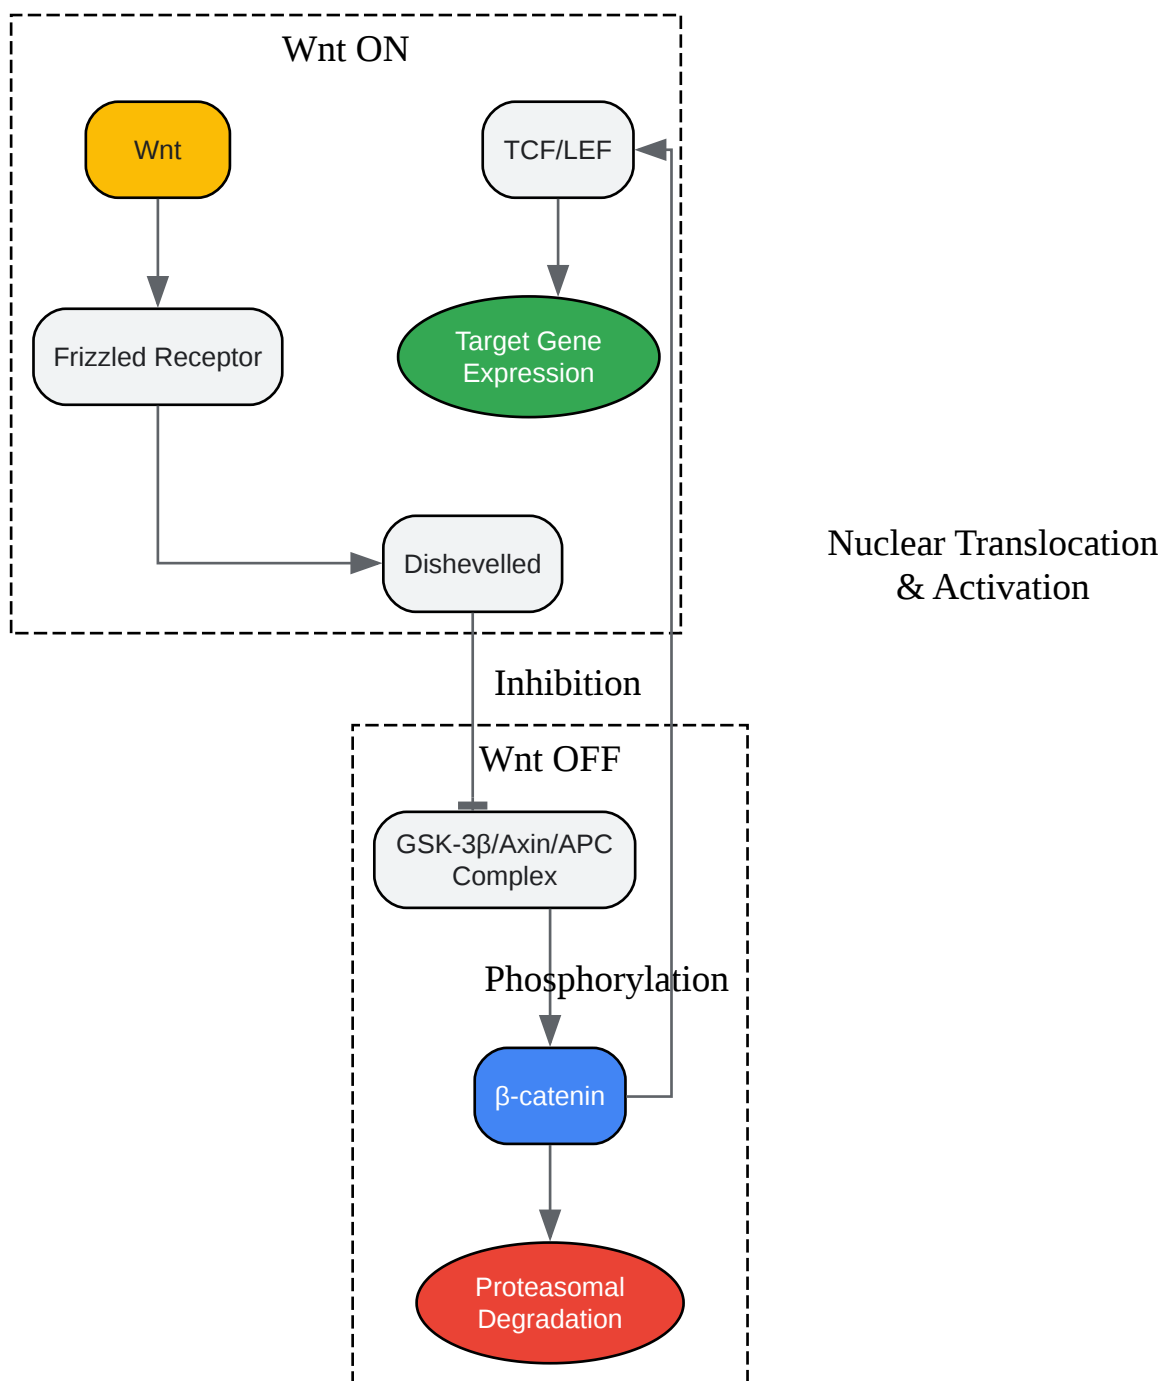 Wnt ON
Wnt
TCF/LEF
Frizzled Receptor
Target Gene
Expression
Dishevelled
Nuclear Translocation
& Activation
Inhibition
Wnt OFF
GSK-3β/Axin/APC
Complex
Phosphorylation
β-catenin
Proteasomal
Degradation